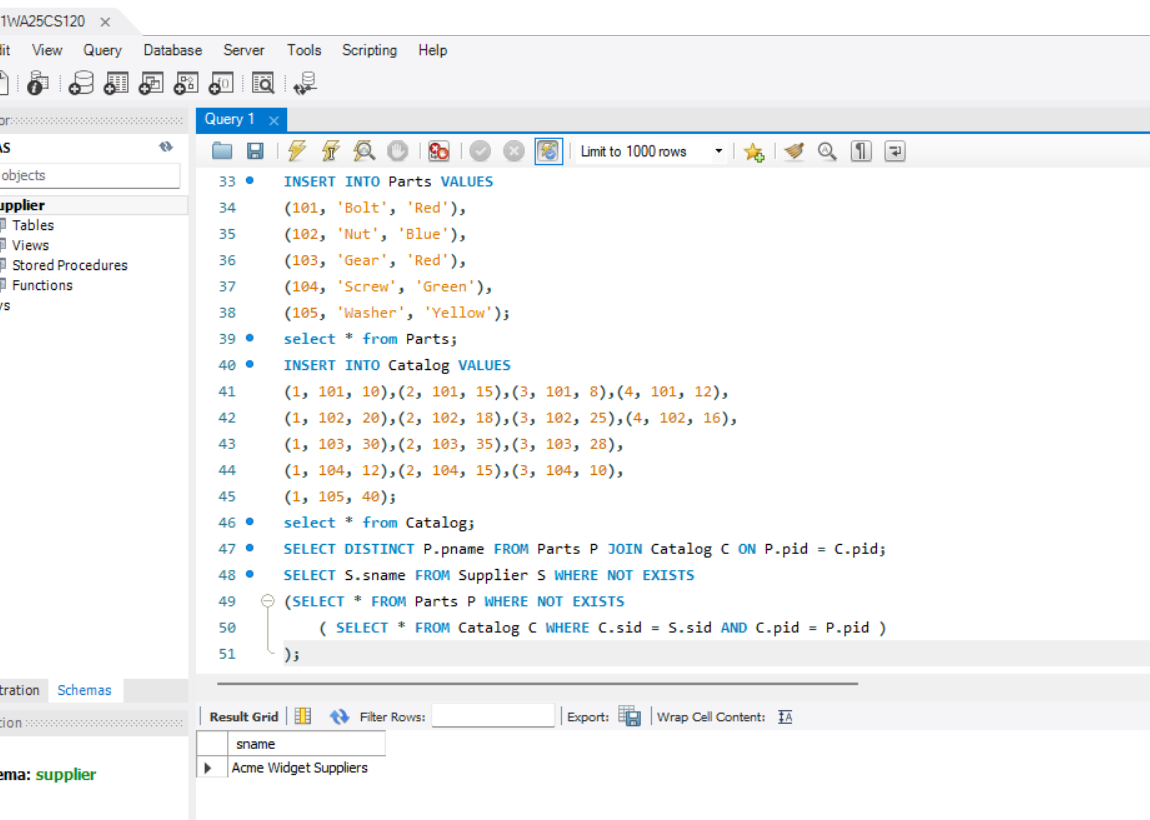 1WA25CS120 ×
dit View Query Database Server Tools Scripting Help
Query 1 ×
Limit to 1000 rows
objects
upplier
Tables
Views
Stored Procedures
Functions
ys
33 INSERT INTO Parts VALUES
34 (101, 'Bolt', 'Red'),
35 (102, 'Nut', 'Blue'),
36 (103, 'Gear', 'Red'),
37 (104, 'Screw', 'Green'),
38 (105, 'Washer', 'Yellow');
39 select * from Parts;
40 INSERT INTO Catalog VALUES
41 (1, 101, 10),(2, 101, 15),(3, 101, 8),(4, 101, 12),
42 (1, 102, 20),(2, 102, 18),(3, 102, 25),(4, 102, 16),
43 (1, 103, 30),(2, 103, 35),(3, 103, 28),
44 (1, 104, 12),(2, 104, 15),(3, 104, 10),
45 (1, 105, 40);
46 select * from Catalog;
47 SELECT DISTINCT P.pname FROM Parts P JOIN Catalog C ON P.pid = C.pid;
48 SELECT S.sname FROM Supplier S WHERE NOT EXISTS
49 (SELECT * FROM Parts P WHERE NOT EXISTS
50 ( SELECT * FROM Catalog C WHERE C.sid = S.sid AND C.pid = P.pid )
51 );
tration Schemas
tion
ema: supplier
Result Grid Filter Rows: Export: Wrap Cell Content:
sname
Acme Widget Suppliers